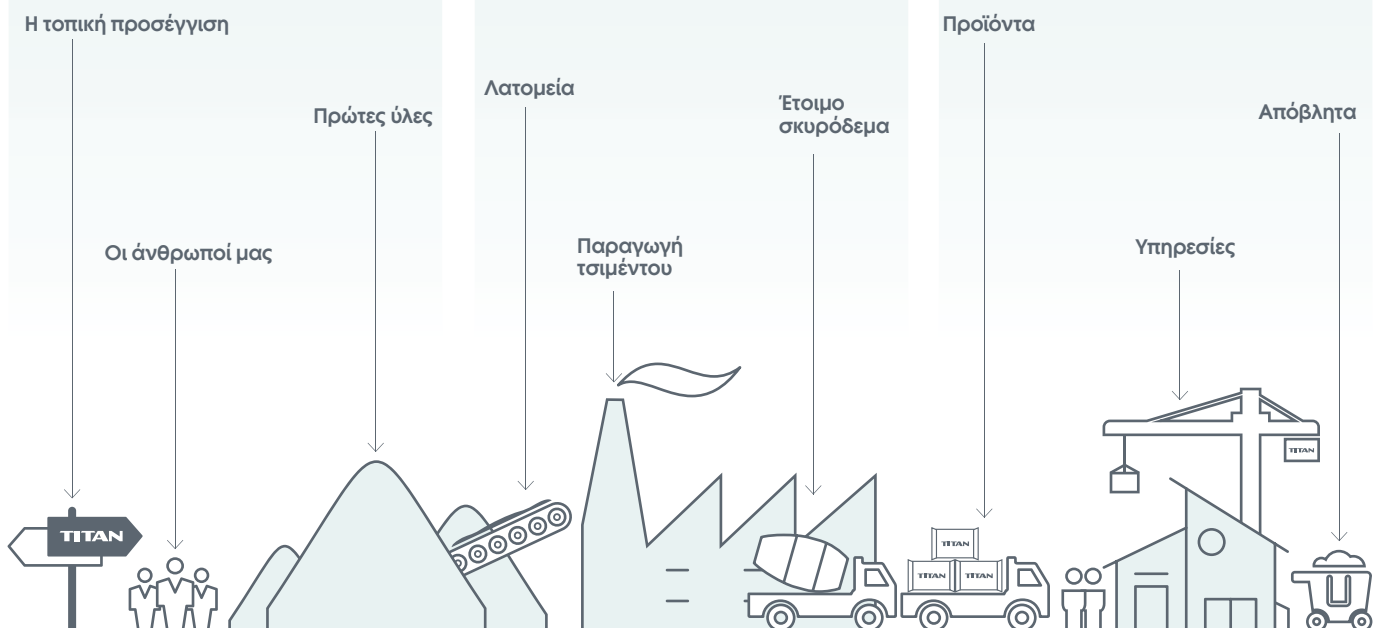 Η τοπική προσέγγιση
Οι άνθρωποί μας
Πρώτες ύλες
Λατομεία
Παραγωγή
τσιμέντου
Έτοιμο
σκυρόδεμα
Προϊόντα
Υπηρεσίες
Απόβλητα
TITAN
TITAN
TITAN
TITAN
TITAN